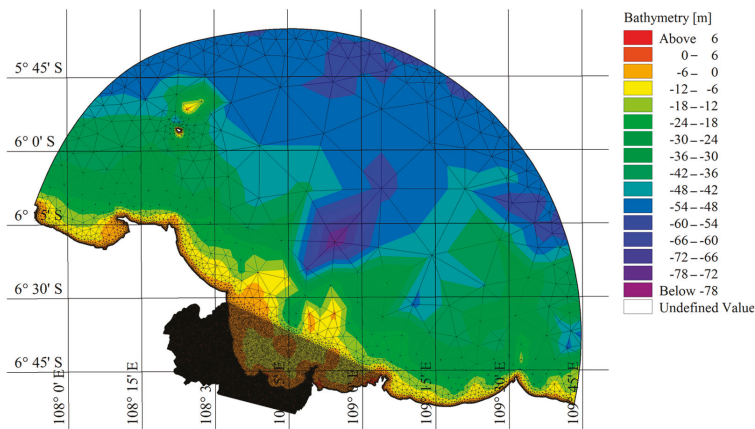 Bathymetry [m]
Above 6
0 – 6
-6 – 0
-12 – -6
-18 – -12
-24 – -18
-30 – -24
-36 – -30
-42 – -36
-48 – -42
-54 – -48
-60 – -54
-66 – -60
-72 – -66
-78 – -72
Below -78
Undefined Value
5° 45' S
6° 0' S
6° 30' S
6° 45' S
108° 0' E
108° 15' E